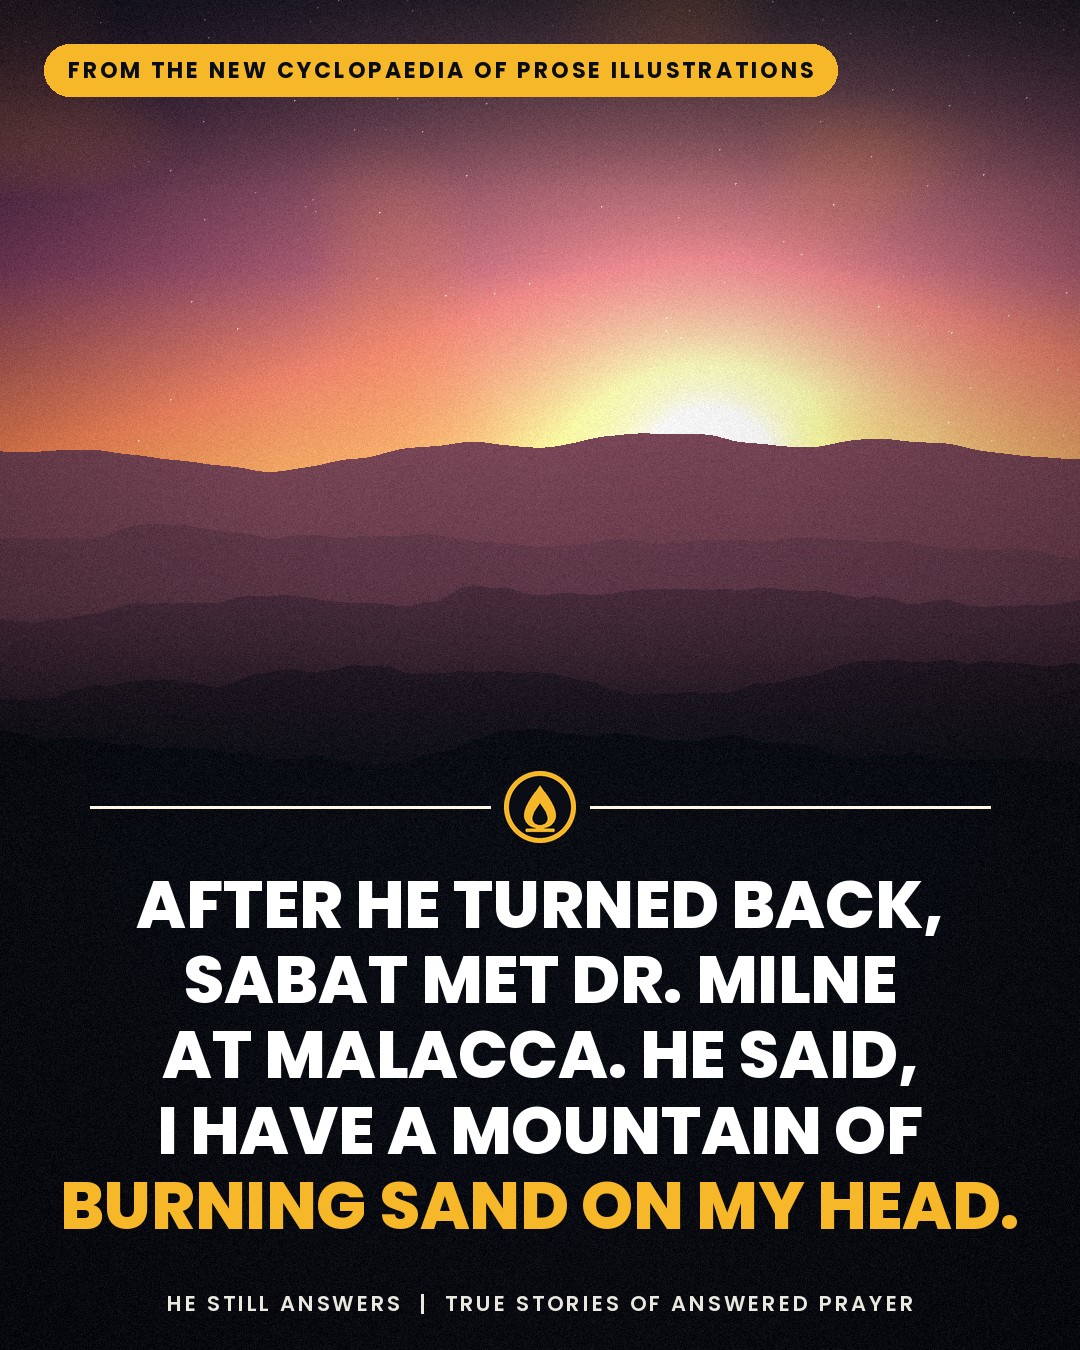 FROM THE NEW CYCLOPAEDIA OF PROSE ILLUSTRATIONS
AFTER HE TURNED BACK,
SABAT MET DR. MILNE
AT MALACCA. HE SAID,
I HAVE A MOUNTAIN OF
BURNING SAND ON MY HEAD.
HE STILL ANSWERS | TRUE STORIES OF ANSWERED PRAYER